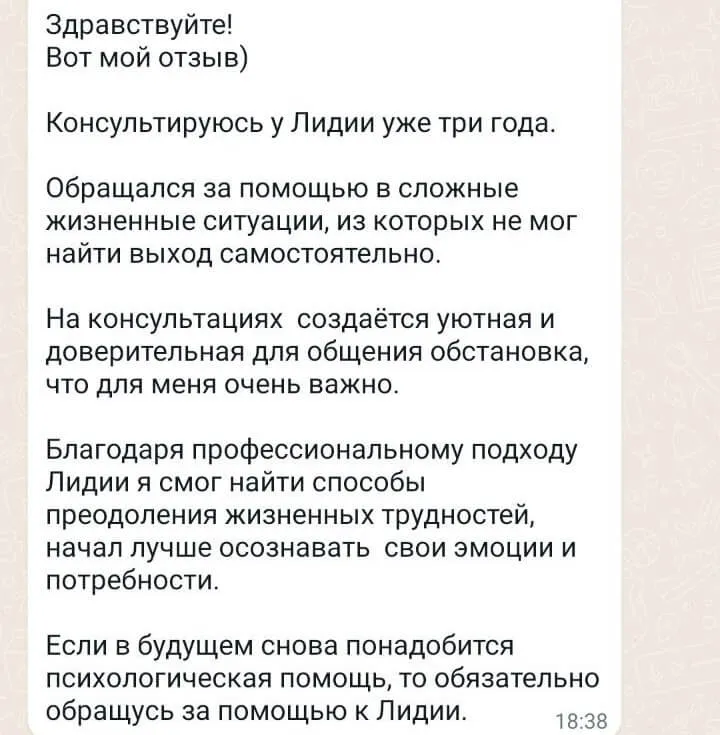 Здравствуйте!
Вот мой отзыв)
Консультируюсь у Лидии уже три года.
Обращался за помощью в сложные
жизненные ситуации, из которых не мог
найти выход самостоятельно.
На консультациях  создаётся уютная и
доверительная для общения обстановка,
что для меня очень важно.
Благодаря профессиональному подходу
Лидии я смог найти способы
преодоления жизненных трудностей,
начал лучше осознавать  свои эмоции и
потребности.
Если в будущем снова понадобится
психологическая помощь, то обязательно
обращусь за помощью к Лидии.
18:38